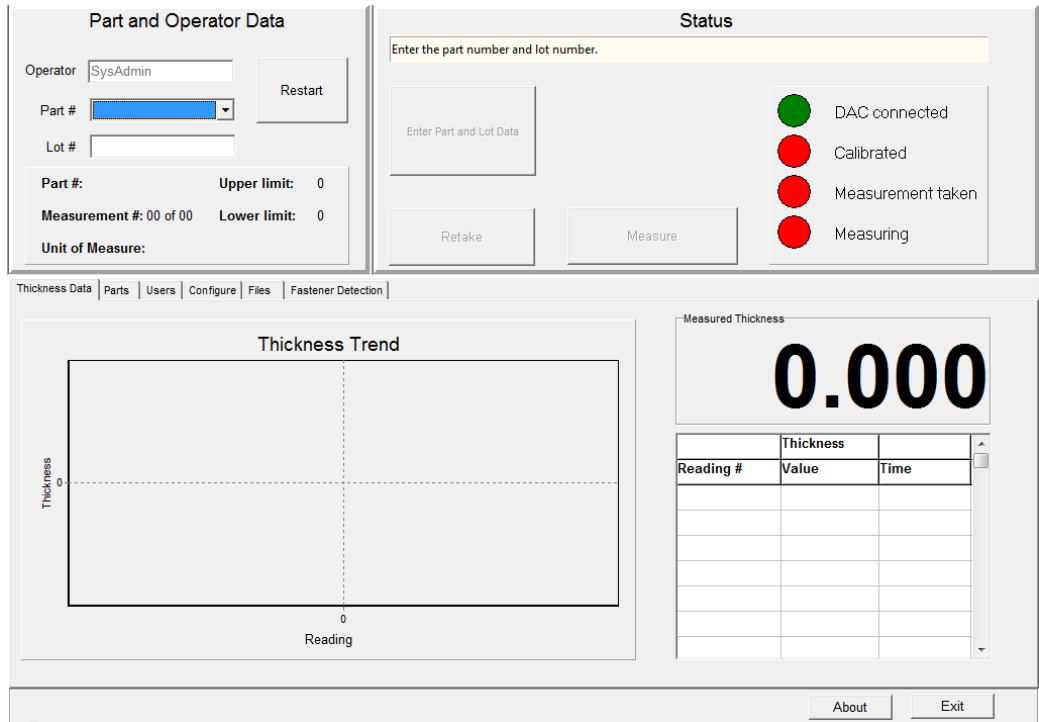 Part and Operator Data
Operator SysAdmin
Restart
Part #
Lot #
Part #: Upper limit: 0
Measurement #: 00 of 00 Lower limit: 0
Unit of Measure:
Status
Enter the part number and lot number.
Enter Part and Lot Data
Retake Measure
DAC connected
Calibrated
Measurement taken
Measuring
Thickness Data Parts Users Configure Files Fastener Detection
Thickness Trend
Thickness
0
0
Reading
Measured Thickness
0.000
Thickness
Reading # Value Time
About Exit